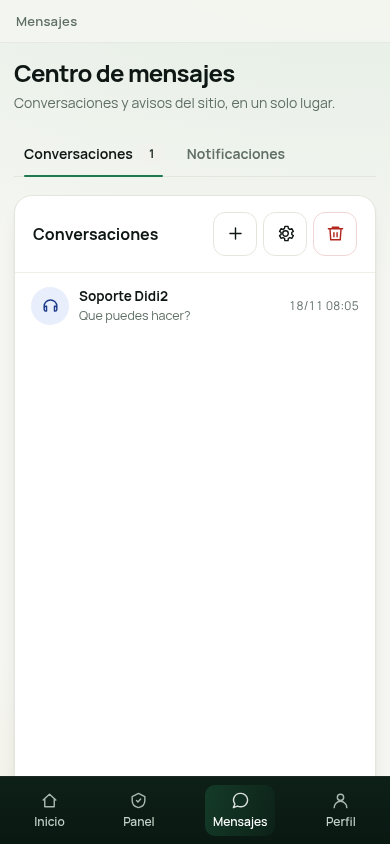 Mensajes
Centro de mensajes
Conversaciones y avisos del sitio, en un solo lugar.
Conversaciones 1 Notificaciones
Conversaciones
Soporte Didi2
Que puedes hacer?
18/11 08:05
Inicio Panel Mensajes Perfil